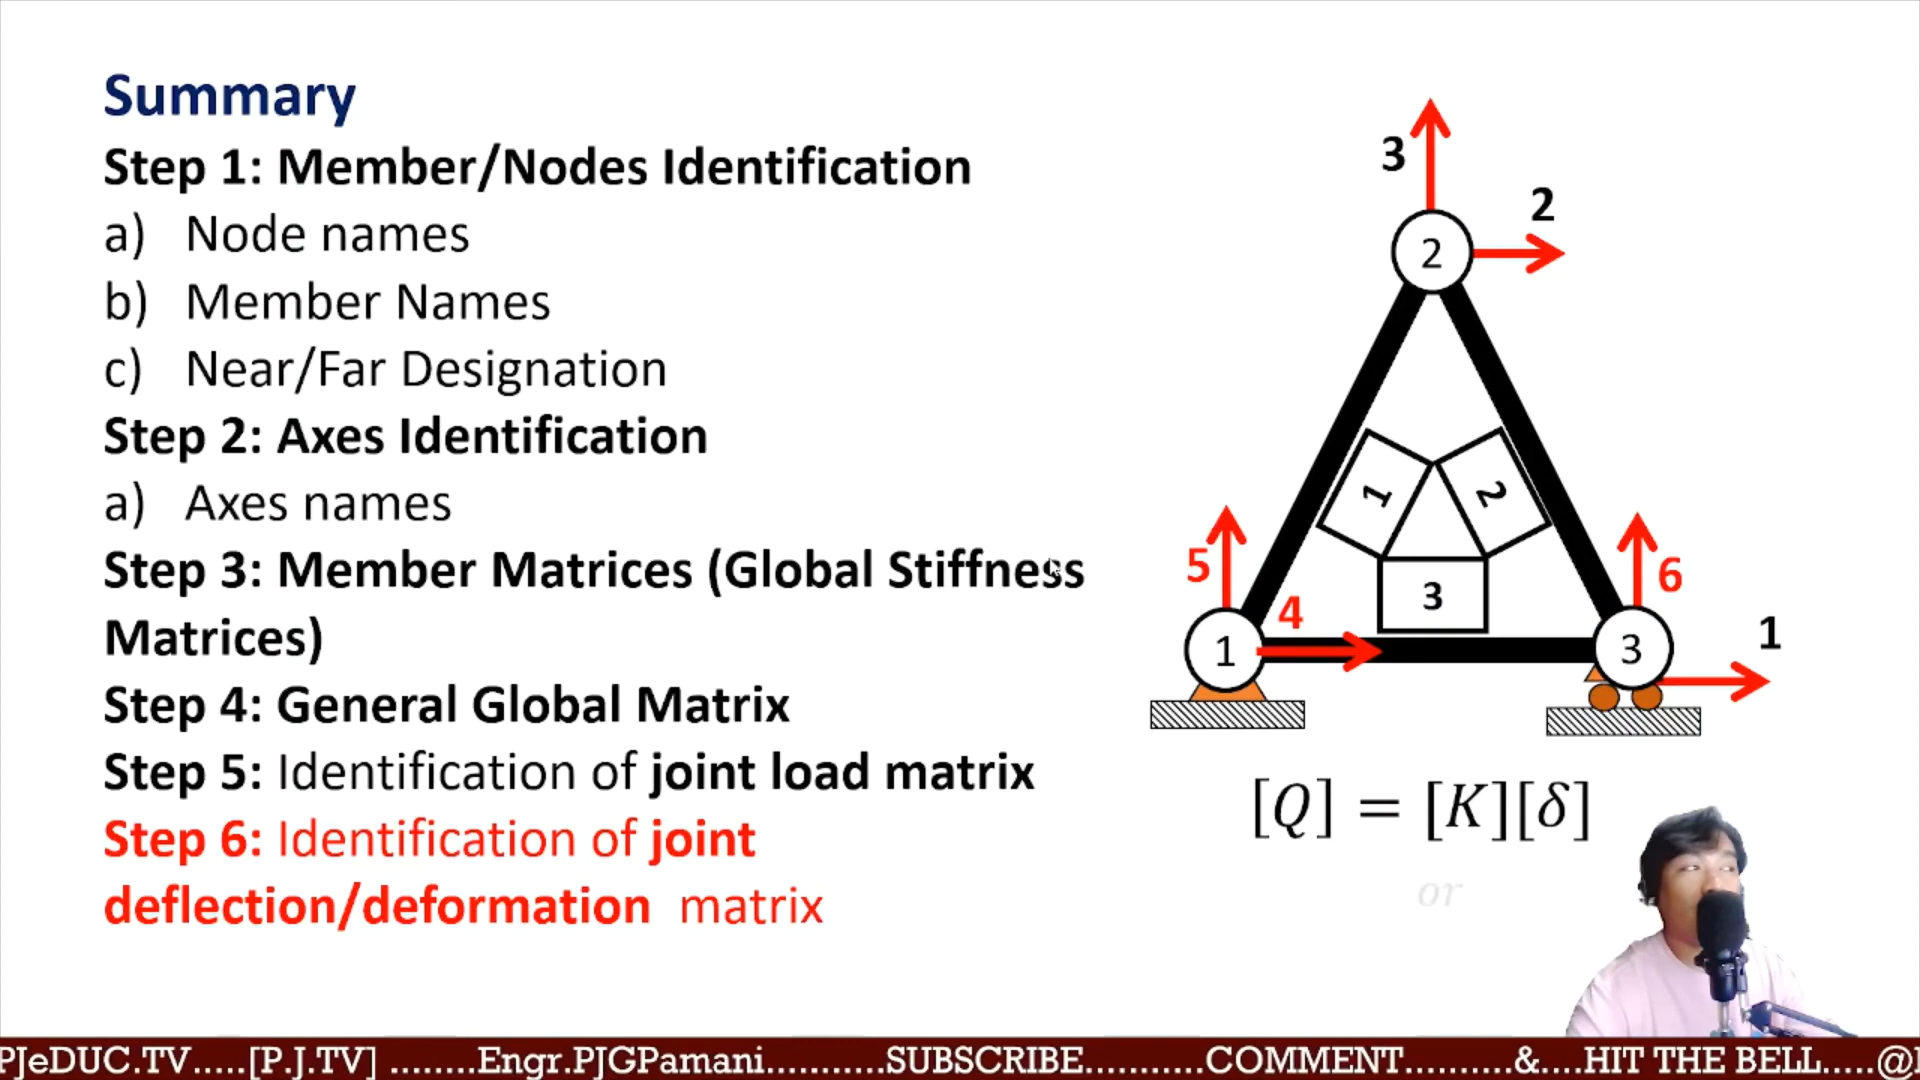 Summary
Step 1: Member/Nodes Identification
a) Node names
b) Member Names
c) Near/Far Designation
Step 2: Axes Identification
a) Axes names
Step 3: Member Matrices (Global Stiffness
Matrices)
Step 4: General Global Matrix
Step 5: Identification of joint load matrix
Step 6: Identification of joint
deflection/deformation matrix
3
2
2
1
2
3
5
4
6
1
1
3
[Q] = [K][δ]
or
PJeDUC.TV.....[P.J.TV] ........Engr.PJGPamani...........SUBSCRIBE...........COMMENT..........&....HIT THE BELL.....@